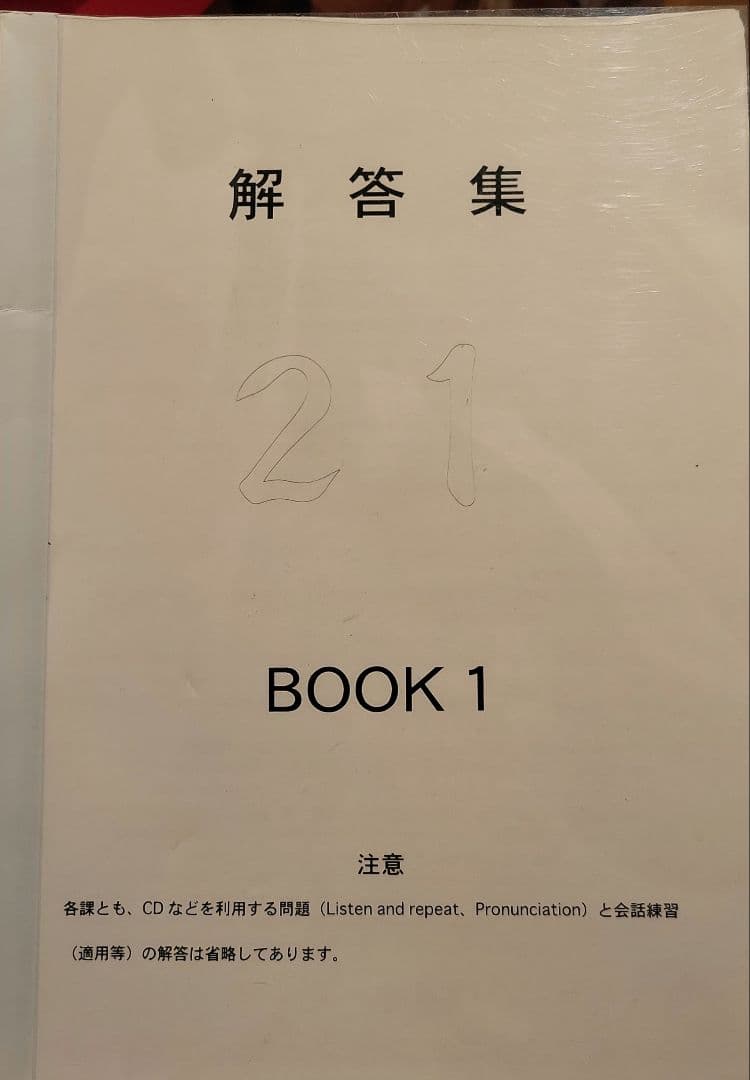 解答集
21
BOOK 1
注意
各課とも、CDなどを利用する問題（Listen and repeat、Pronunciation）と会話練習
（適用等）の解答は省略してあります。